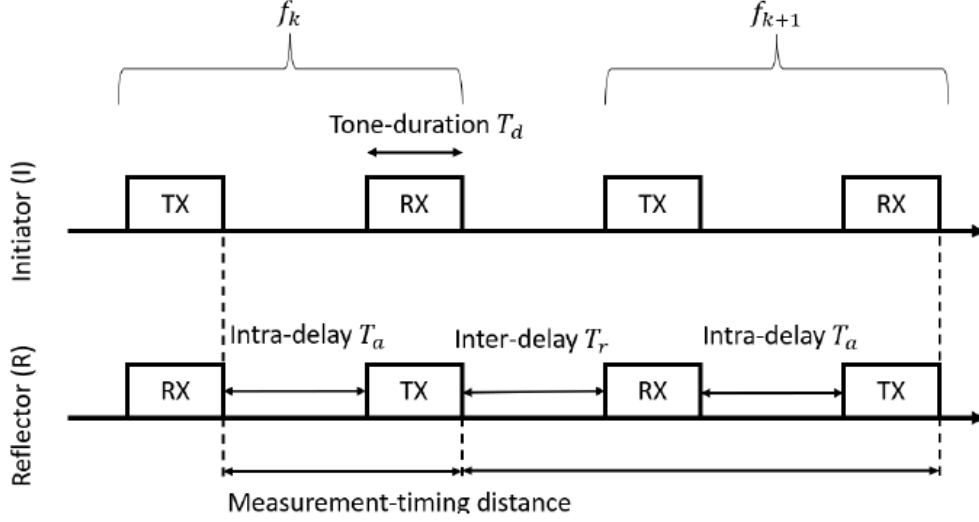 f_k f_{k+1}
Tone-duration T_d
Initiator (I)
TX RX TX RX
Intra-delay T_a Inter-delay T_r Intra-delay T_a
Reflector (R)
RX TX RX TX
Measurement-timing distance